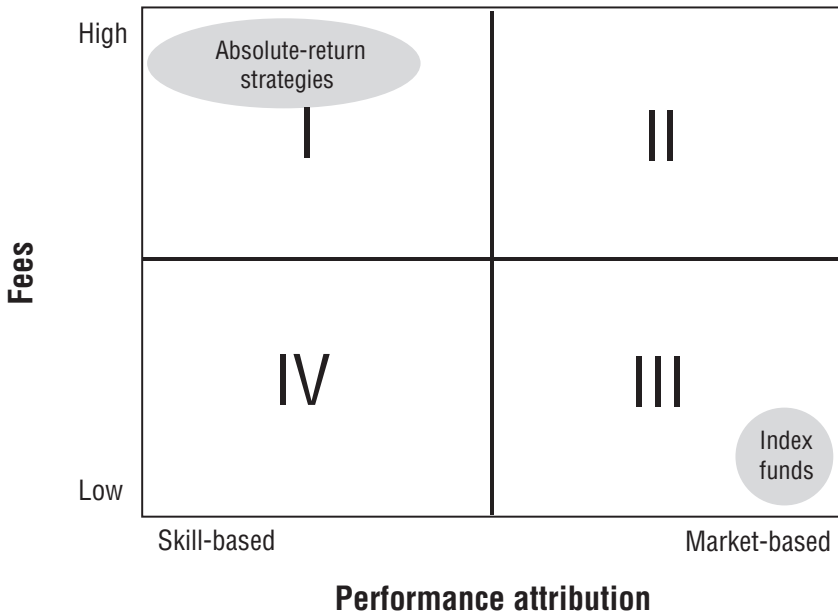 High
Absolute-return
strategies
I
II
Fees
IV
III
Index
funds
Low
Skill-based
Market-based
Performance attribution